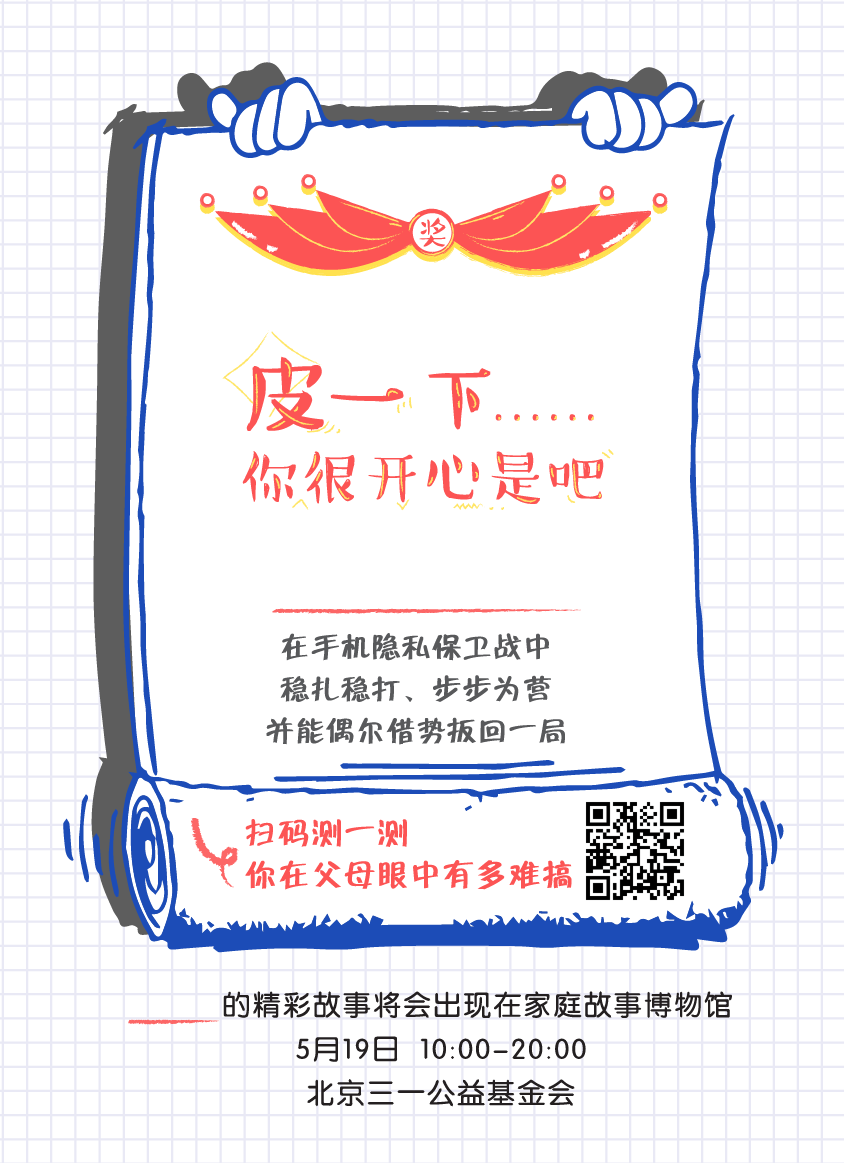 奖
皮一下......
你很开心是吧
在手机隐私保卫战中
稳扎稳打、步步为营
并能偶尔借势扳回一局
扫码测一测
你在父母眼中有多难搞
的精彩故事将会出现在家庭故事博物馆
5月19日 10:00-20:00
北京三一公益基金会